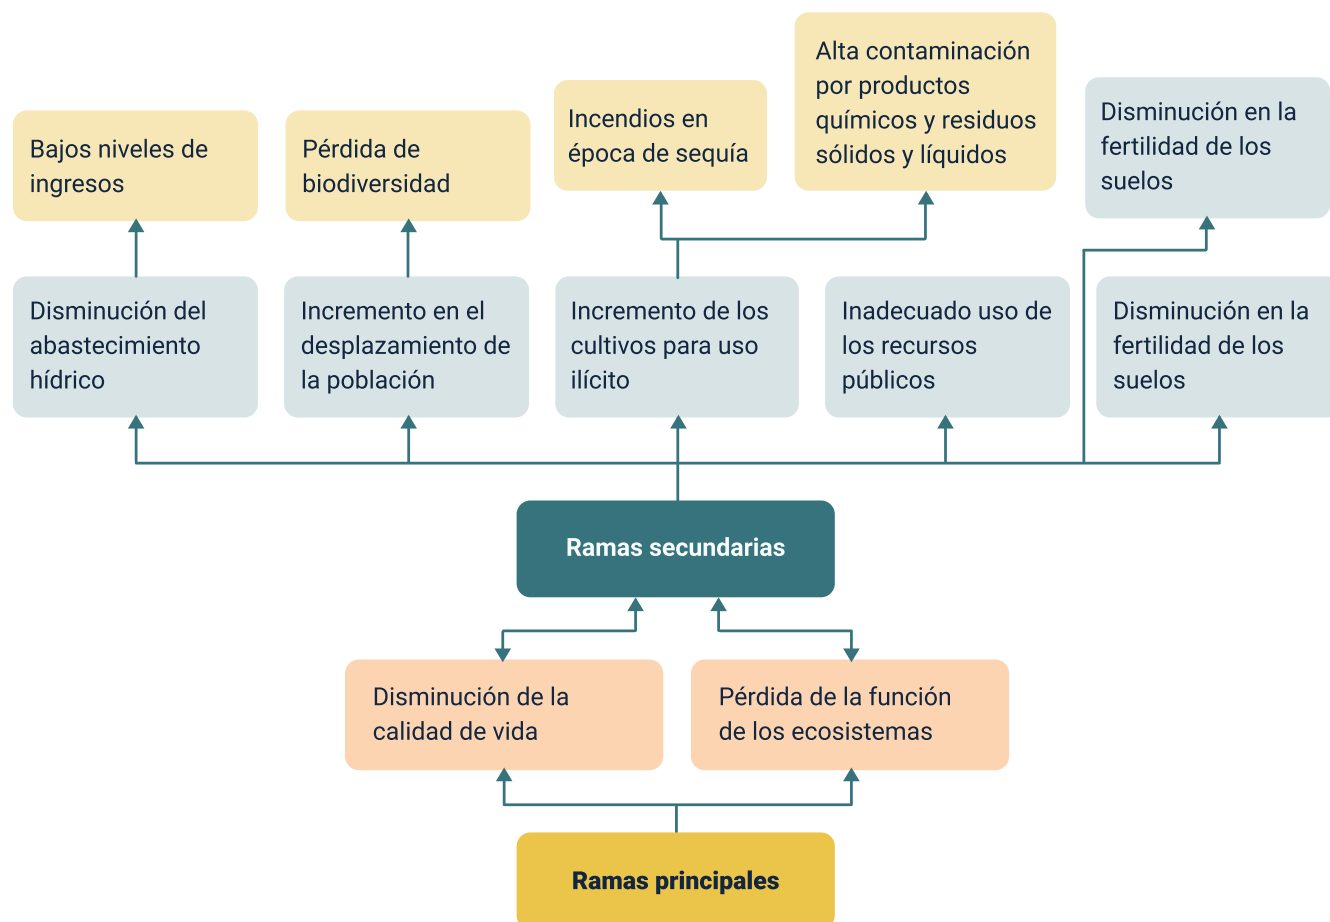 Alta contaminación
por productos
químicos y residuos
sólidos y líquidos
Incendios en
época de sequía
Disminución en la
fertilidad de los
suelos
Bajos niveles de
ingresos
Pérdida de
biodiversidad
Disminución del
abastecimiento
hídrico
Incremento en el
desplazamiento de
la población
Incremento de los
cultivos para uso
ilícito
Inadecuado uso de
los recursos
públicos
Disminución en la
fertilidad de los
suelos
Ramas secundarias
Disminución de la
calidad de vida
Pérdida de la función
de los ecosistemas
Ramas principales